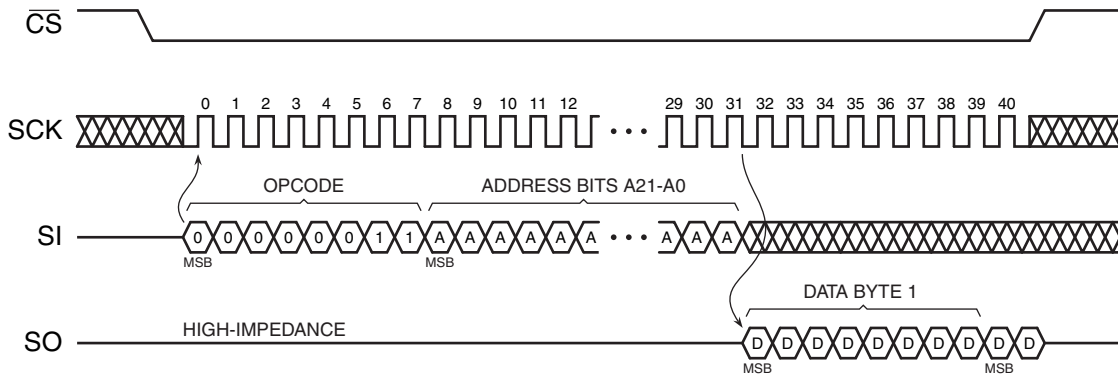 CS
0 1 2 3 4 5 6 7 8 9 10 11 12 29 30 31 32 33 34 35 36 37 38 39 40
SCK
OPCODE ADDRESS BITS A21-A0
SI 0 0 0 0 0 0 1 1 A A A A A A A A A
MSB MSB
DATA BYTE 1
HIGH-IMPEDANCE
SO D D D D D D D D D D
MSB MSB